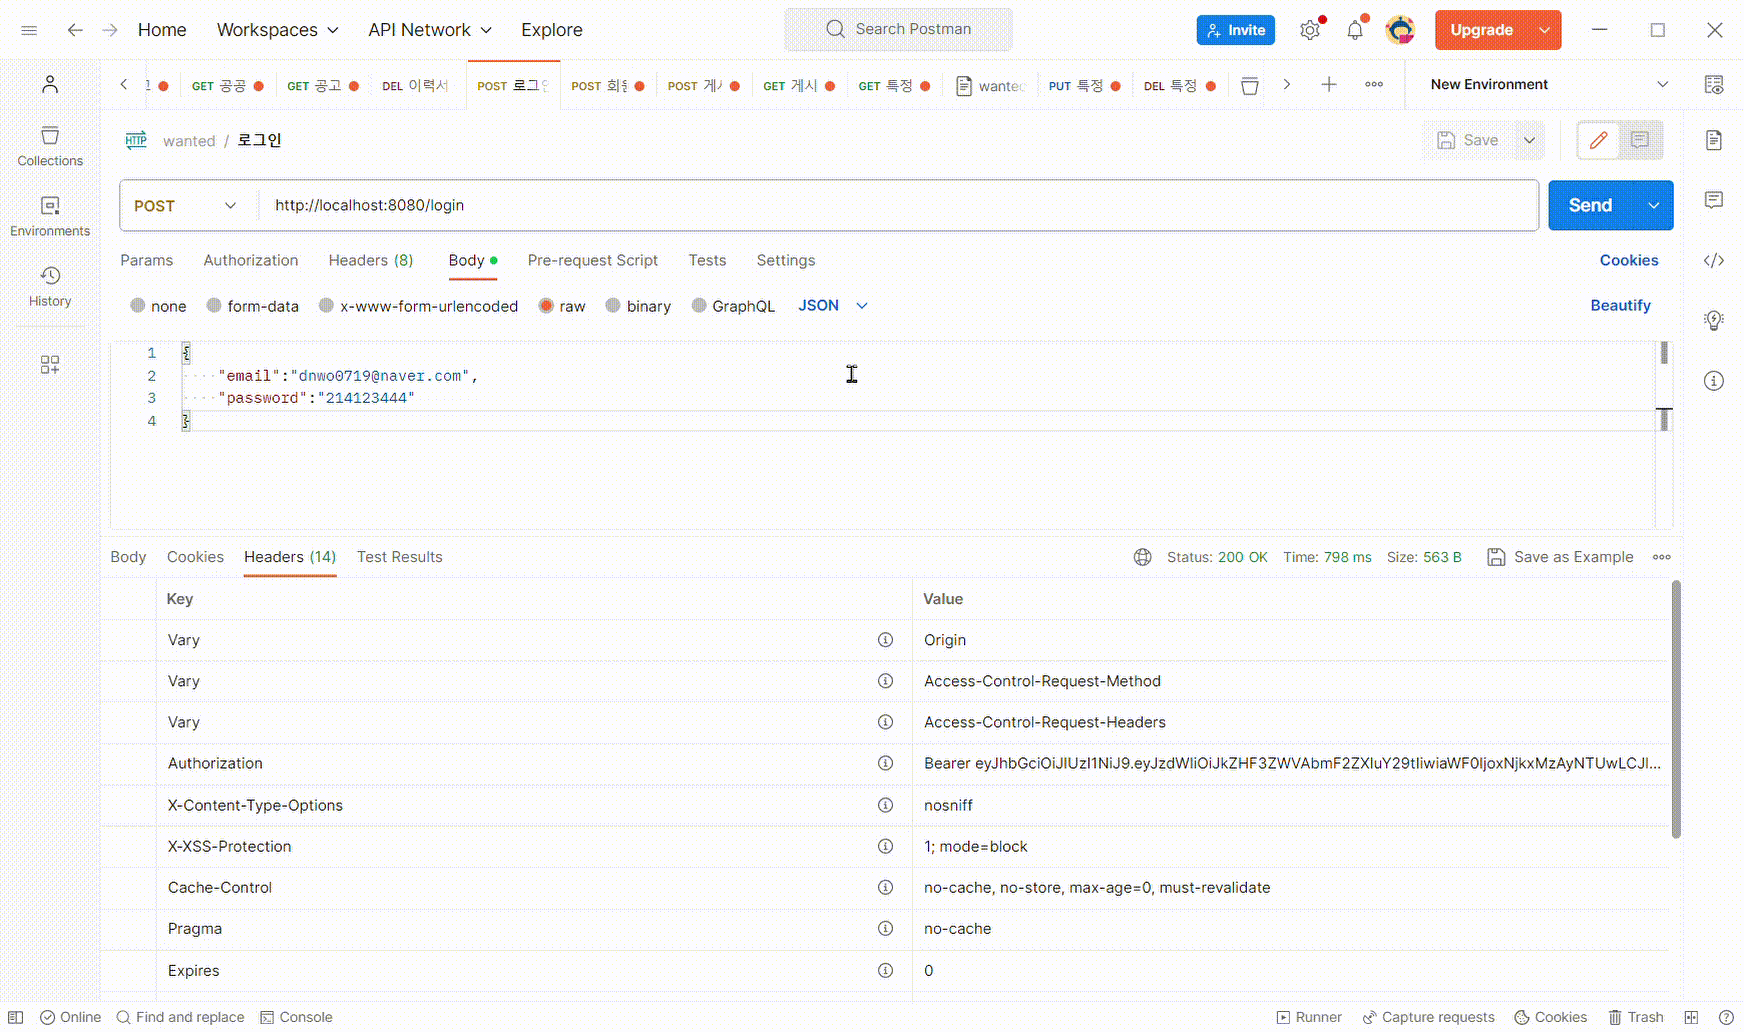 Home Workspaces API Network Explore Search Postman Invite Upgrade
GET 공공 GET 공고 DEL 이력서 POST 로그인 POST GET 게시 GET 특정 wanted PUT 특정 DEL 특정 New Environment
HTTP wanted / 로그인 Save
Collections
POST http://localhost:8080/login Send
Environments
Params Authorization Headers (8) Body Pre-request Script Tests Settings Cookies
History
none form-data x-www-form-urlencoded raw binary GraphQL JSON Beautify
1 {
2 "email":"dnwo0719@naver.com",
3 "password":"214123444"
4 }
Body Cookies Headers (14) Test Results Status: 200 OK Time: 798 ms Size: 563 B Save as Example
Key Value
Vary Origin
Vary Access-Control-Request-Method
Vary Access-Control-Request-Headers
Authorization
X-Content-Type-Options nosniff
X-XSS-Protection 1; mode=block
Cache-Control no-cache, no-store, max-age=0, must-revalidate
Pragma no-cache
Expires 0
Online Find and replace Console Runner Capture requests Cookies Trash